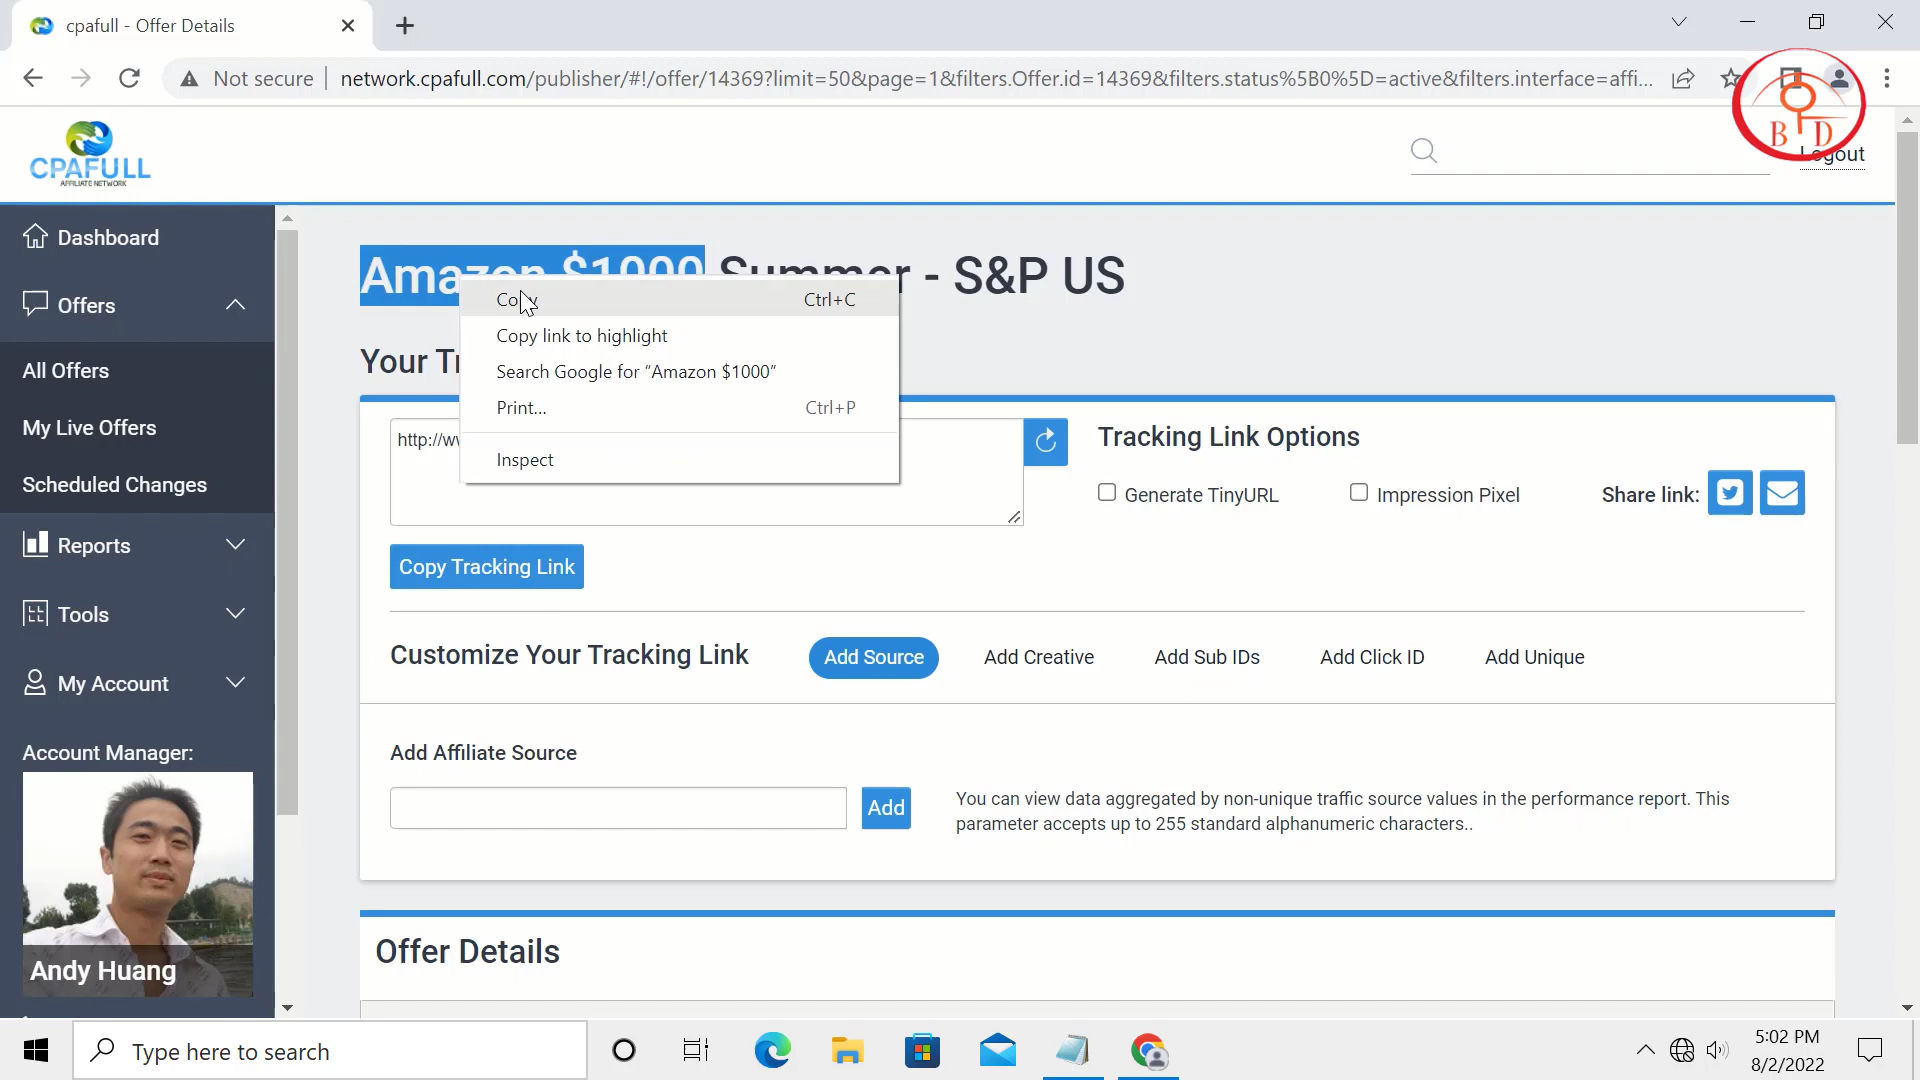 cpafull - Offer Details
Not secure
network.cpafull.com/publisher/#!/offer/14369?limit=50&page=1&filters.Offer.id=14369&filters.status%5B0%5D=active&filters.interface=affi...
B D
CPAFULL
AFFILIATE NETWORK
Logout
Dashboard
Offers
All Offers
My Live Offers
Scheduled Changes
Reports
Tools
My Account
Account Manager:
Andy Huang
Amazon $1000 Summer - S&P US
Copy Ctrl+C
Copy link to highlight
Search Google for “Amazon $1000”
Print... Ctrl+P
Inspect
Your
http://
Tracking Link Options
Generate TinyURL
Impression Pixel
Share link:
Copy Tracking Link
Customize Your Tracking Link
Add Source
Add Creative
Add Sub IDs
Add Click ID
Add Unique
Add Affiliate Source
Add
You can view data aggregated by non-unique traffic source values in the performance report. This
parameter accepts up to 255 standard alphanumeric characters..
Offer Details
Type here to search
5:02 PM
8/2/2022